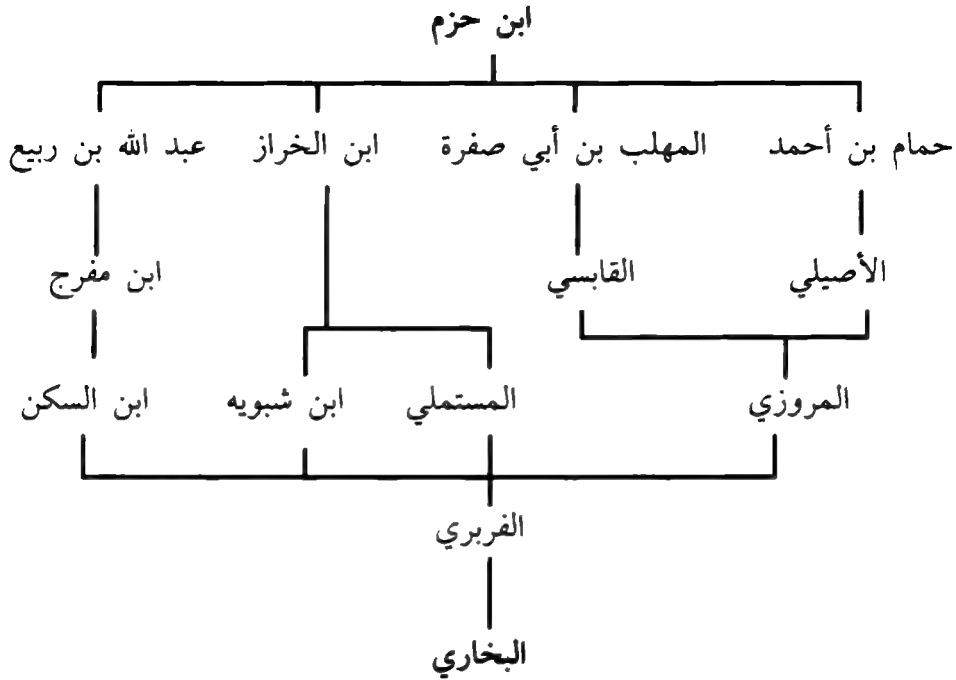 ابن حزم
حمام بن أحمد المهلب بن أبي صفرة ابن الخراز عبد الله بن ربيع
الأصيلي القابسي ابن مفرج
المروزي المستملي ابن شبويه ابن السكن
الفربري
البخاري